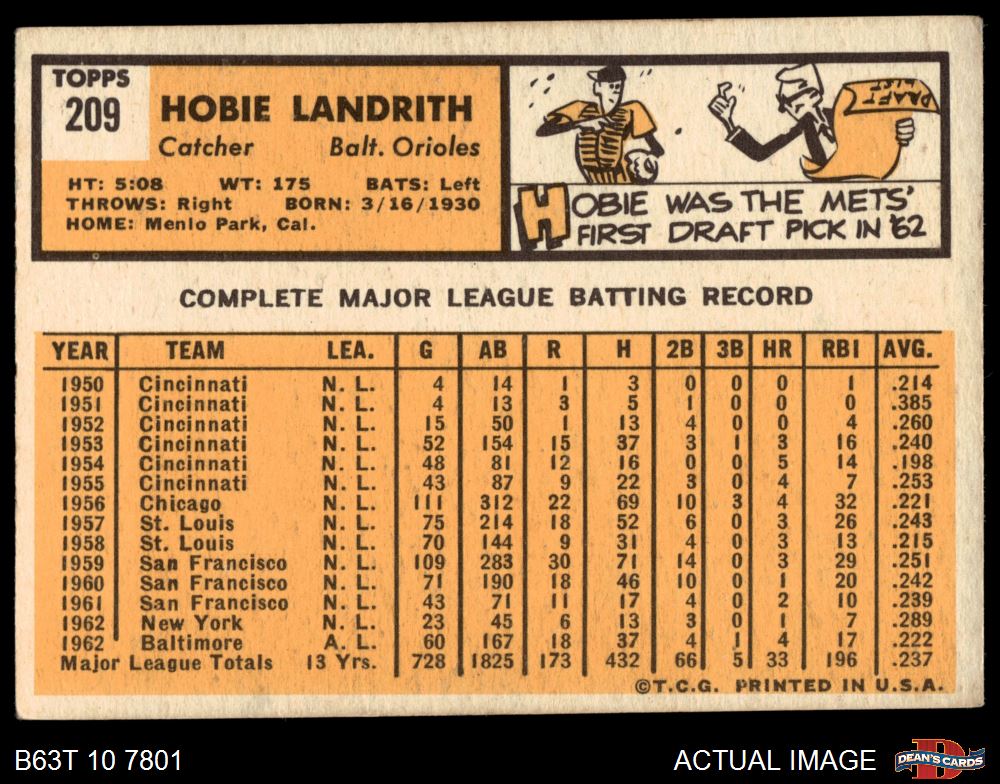 TOPPS
209
HOBIE LANDRITH
Catcher Balt. Orioles
HT: 5:08 WT: 175 BATS: Left
THROWS: Right BORN: 3/16/1930
HOME: Menlo Park, Cal.
DRAFT LIST
HOBIE WAS THE METS'
FIRST DRAFT PICK IN '62
COMPLETE MAJOR LEAGUE BATTING RECORD
YEAR TEAM LEA. G AB R H 2B 3B HR RBI AVG.
1950 Cincinnati N. L. 4 14 1 3 0 0 0 1 .214
1951 Cincinnati N. L. 4 13 3 5 1 0 0 0 .385
1952 Cincinnati N. L. 15 50 1 13 4 0 0 4 .260
1953 Cincinnati N. L. 52 154 15 37 3 1 3 16 .240
1954 Cincinnati N. L. 48 81 12 16 0 0 5 14 .198
1955 Cincinnati N. L. 43 87 9 22 3 0 4 7 .253
1956 Chicago N. L. 111 312 22 69 10 3 4 32 .221
1957 St. Louis N. L. 75 214 18 52 6 0 3 26 .243
1958 St. Louis N. L. 70 144 9 31 4 0 3 13 .215
1959 San Francisco N. L. 109 283 30 71 14 0 3 29 .251
1960 San Francisco N. L. 71 190 18 46 10 0 1 20 .242
1961 San Francisco N. L. 43 71 11 17 4 0 2 10 .239
1962 New York N. L. 23 45 6 13 3 0 1 7 .289
1962 Baltimore A. L. 60 167 18 37 4 1 4 17 .222
Major League Totals 13 Yrs. 728 1825 173 432 66 5 33 196 .237
©T.C.G. PRINTED IN U.S.A.
B63T 10 7801 ACTUAL IMAGE DEAN'S CARDS